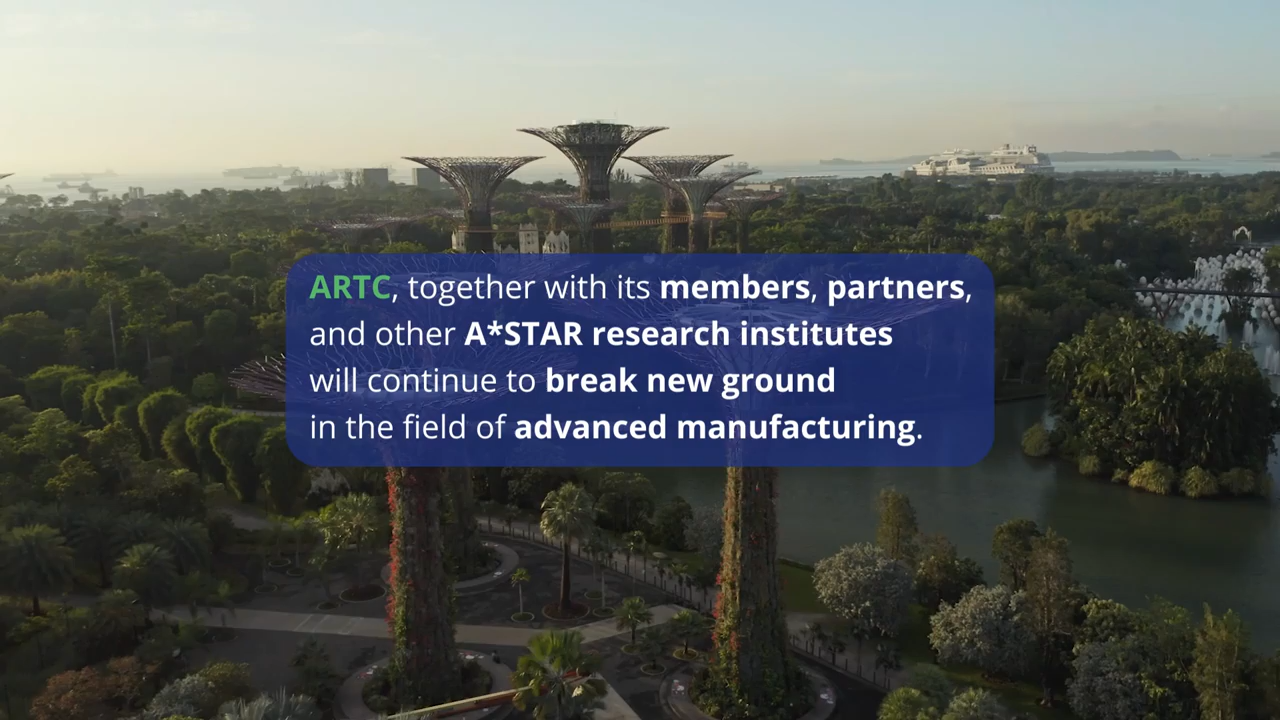 ARTC, together with its members, partners,
and other A*STAR research institutes
will continue to break new ground
in the field of advanced manufacturing.